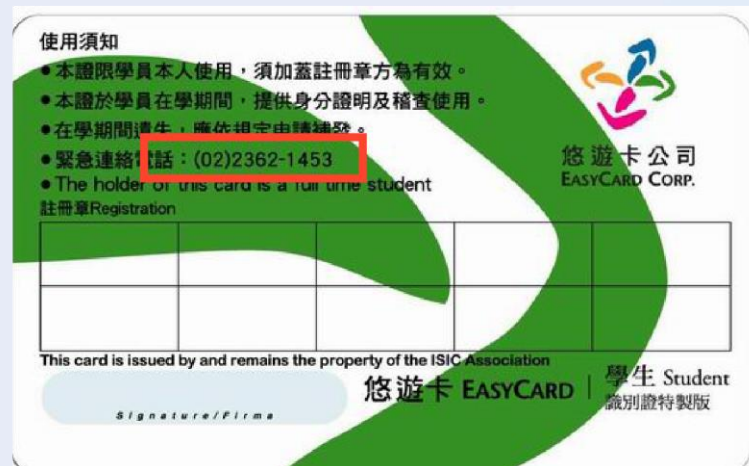 使用須知
●本證限學員本人使用，須加蓋註冊章方為有效。
●本證於學員在學期間，提供身分證明及稽查使用。
●在學期間遺失，應依規定申請補發。
●緊急連絡電話：(02)2362-1453
●The holder of this card is a full time student
註冊章Registration
悠遊卡公司
EASYCARD CORP.
This card is issued by and remains the property of the ISIC Association
Signature/Firma
悠遊卡 EASYCARD
學生 Student
識別證特製版